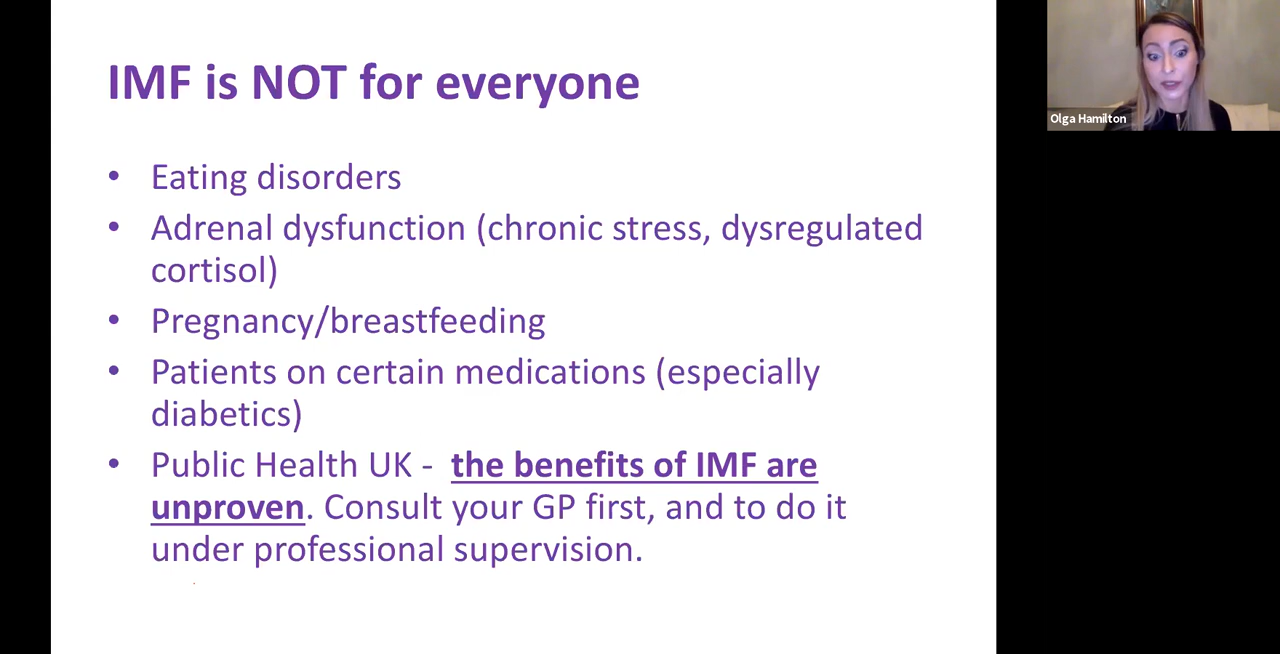 IMF is NOT for everyone
• Eating disorders
• Adrenal dysfunction (chronic stress, dysregulated
cortisol)
• Pregnancy/breastfeeding
• Patients on certain medications (especially
diabetics)
• Public Health UK - the benefits of IMF are
unproven. Consult your GP first, and to do it
under professional supervision.
Olga Hamilton